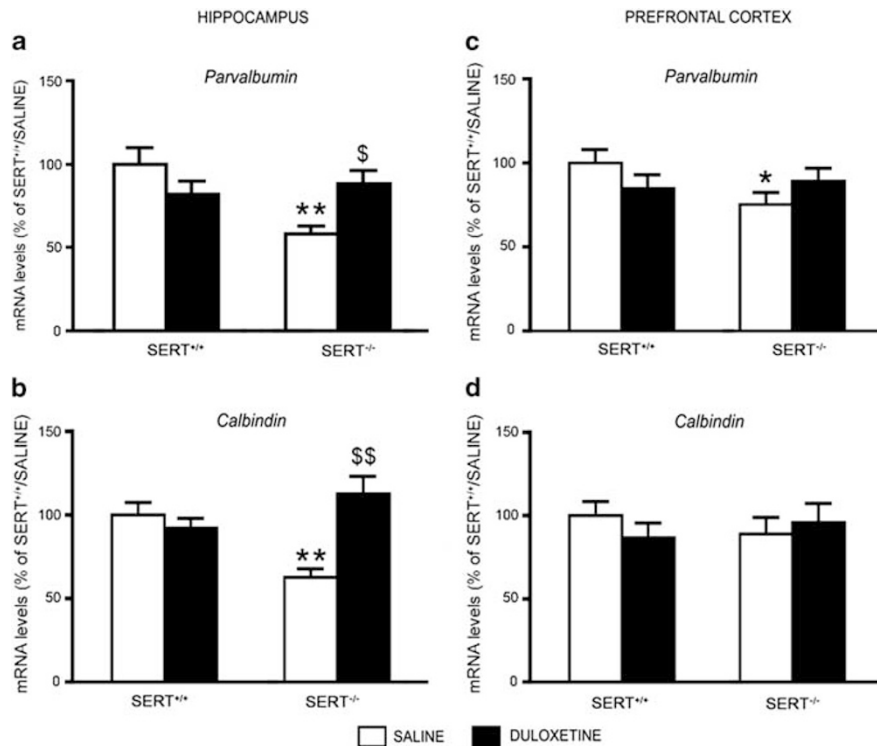 HIPPOCAMPUS
PREFRONTAL CORTEX
a
Parvalbumin
mRNA levels (% of SERT+/+/SALINE)
150
100
50
0
**
$
SERT+/+
SERT-/-
c
Parvalbumin
mRNA levels (% of SERT+/+/SALINE)
150
100
50
0
*
SERT+/+
SERT-/-
b
Calbindin
mRNA levels (% of SERT+/+/SALINE)
150
100
50
0
**
$$
SERT+/+
SERT-/-
d
Calbindin
mRNA levels (% of SERT+/+/SALINE)
150
100
50
0
SERT+/+
SERT-/-
SALINE
DULOXETINE